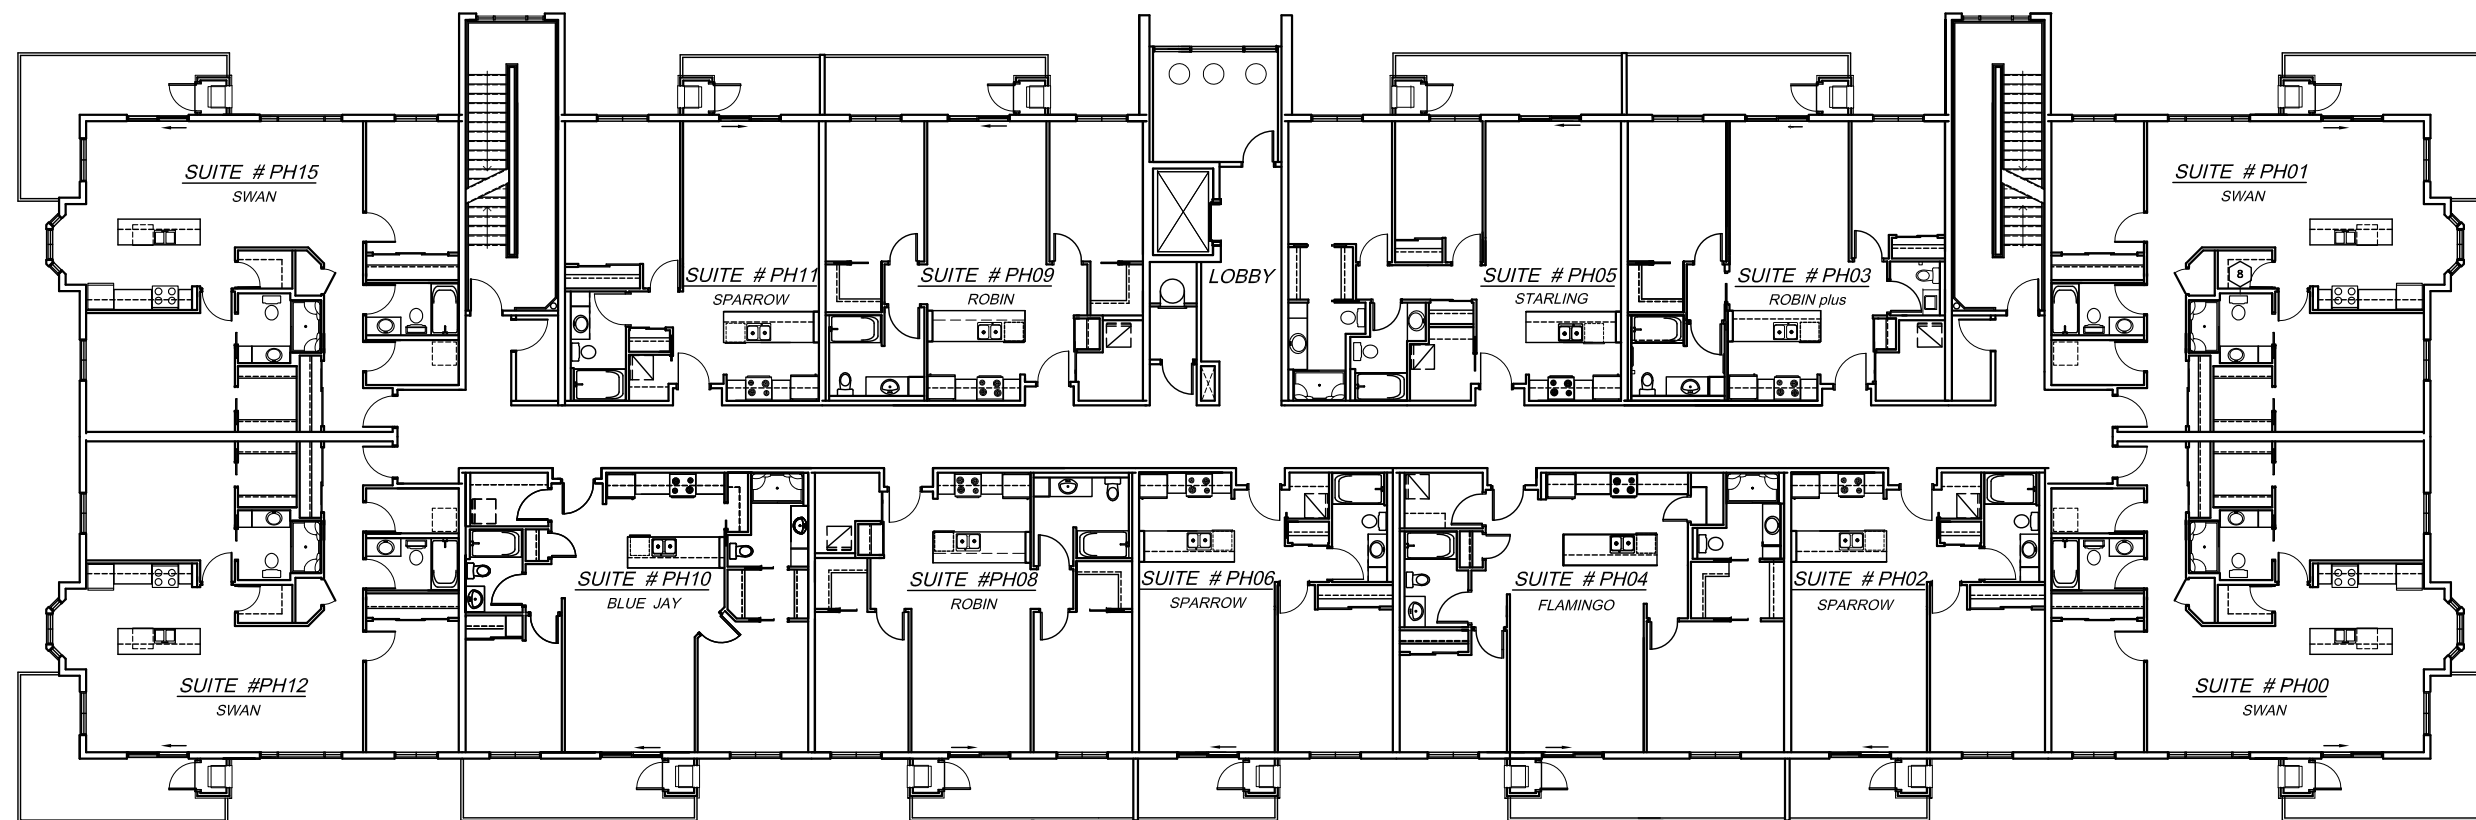 SUITE # PH15
SWAN
SUITE # PH01
SWAN
SUITE # PH11
SPARROW
SUITE # PH09
ROBIN
LOBBY
SUITE # PH05
STARLING
SUITE # PH03
ROBIN plus
8
SUITE # PH10
BLUE JAY
SUITE #PH08
ROBIN
SUITE # PH06
SPARROW
SUITE # PH04
FLAMINGO
SUITE # PH02
SPARROW
SUITE #PH12
SWAN
SUITE # PH00
SWAN